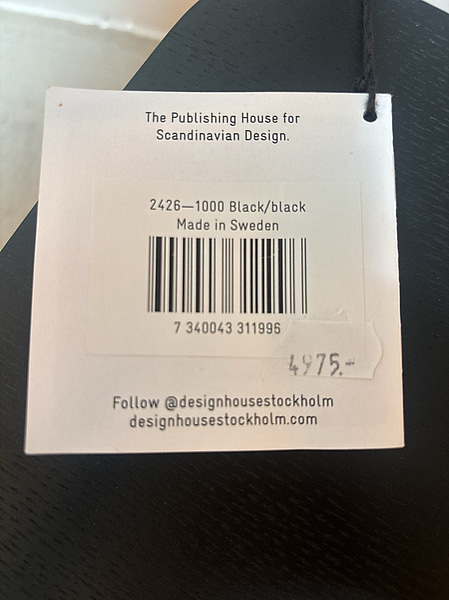 The Publishing House for
Scandinavian Design.
2426—1000 Black/black
Made in Sweden
7 340043 311996
4975.-
Follow @designhousestockholm
designhousestockholm.com